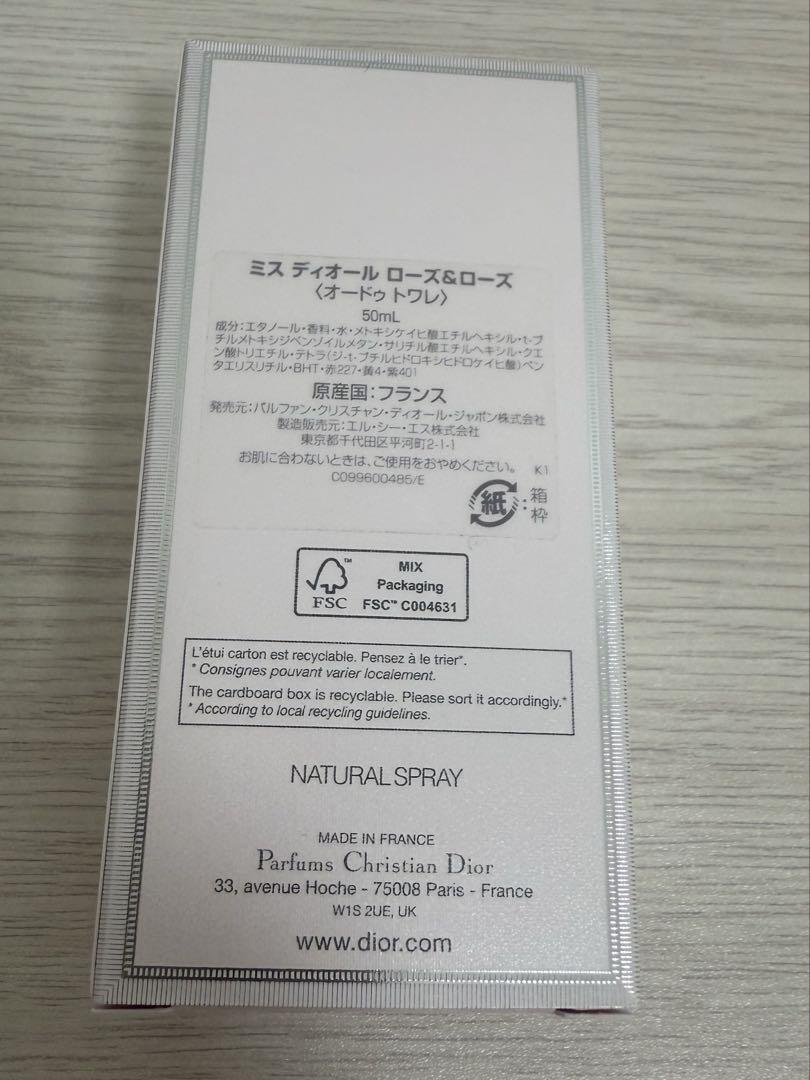 ミス ディオール ローズ&ローズ
〈オードゥ トワレ〉
50mL
成分:エタノール・香料・水・メトキシケイヒ酸エチルヘキシル・t-ブ
チルメトキシジベンゾイルメタン・サリチル酸エチルヘキシル・クエ
ン酸トリエチル・テトラ(ジ-t-ブチルヒドロキシヒドロケイヒ酸)ペン
タエリスリチル・BHT・赤227・黄4・紫401
原産国:フランス
発売元:パルファン・クリスチャン・ディオール・ジャポン株式会社
製造販売元:エル・シー・エス株式会社
東京都千代田区平河町2-1-1
お肌に合わないときは、ご使用をおやめください。 K1
C099600485/E
紙:箱
枠
MIX
Packaging
FSC™ FSC™ C004631
L'étui carton est recyclable. Pensez à le trier*.
* Consignes pouvant varier localement.
The cardboard box is recyclable. Please sort it accordingly.*
* According to local recycling guidelines.
NATURAL SPRAY
MADE IN FRANCE
Parfums Christian Dior
33, avenue Hoche - 75008 Paris - France
W1S 2UE, UK
www.dior.com